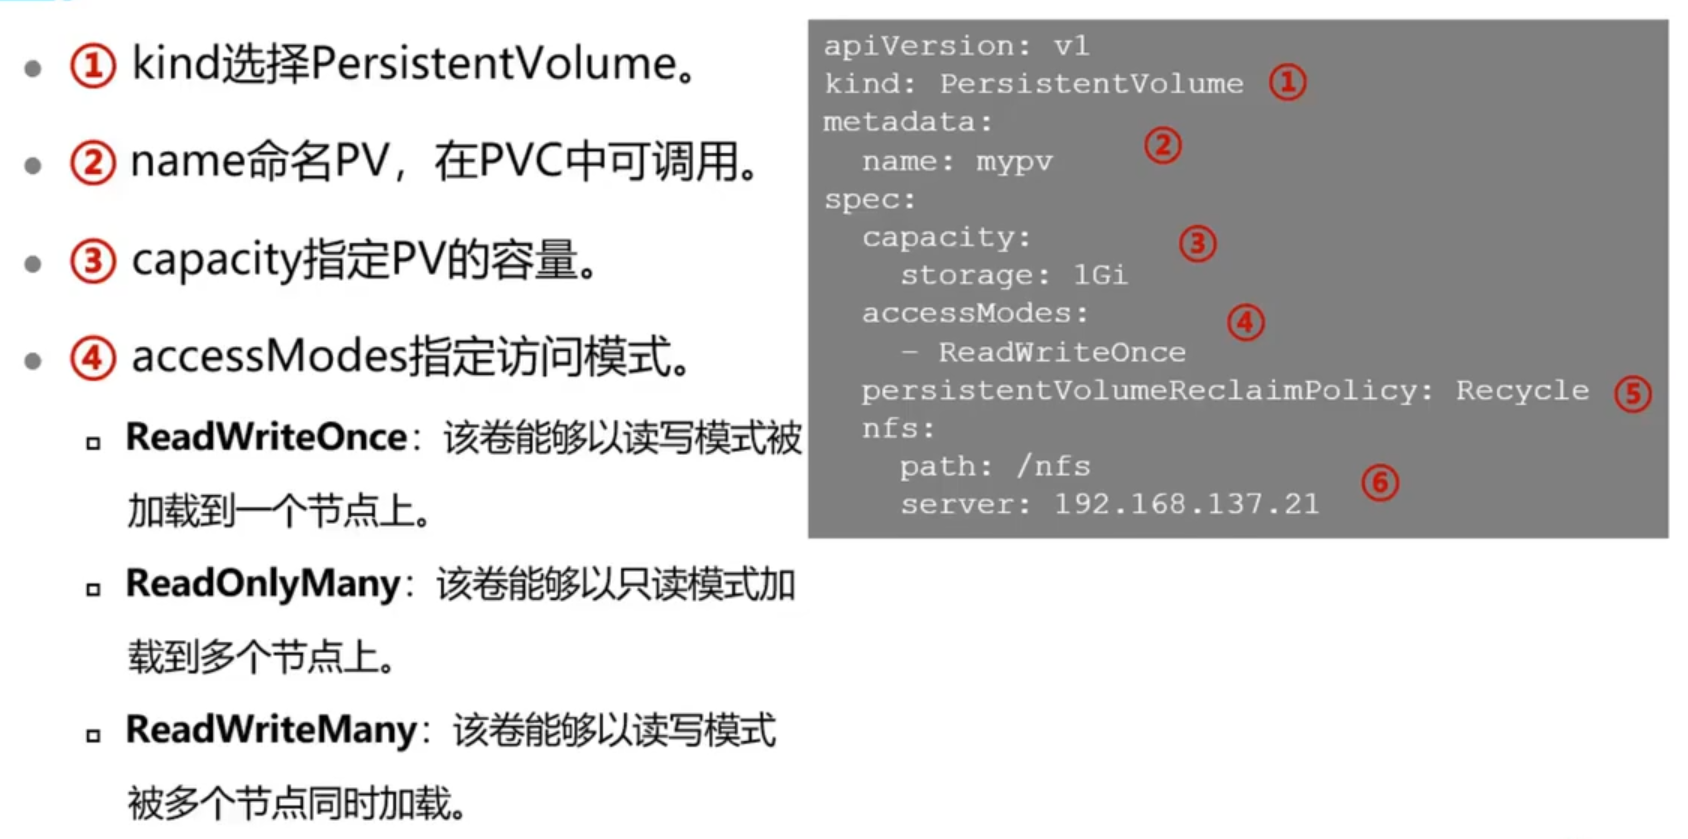 ① kind选择PersistentVolume。
② name命名PV，在PVC中可调用。
③ capacity指定PV的容量。
④ accessModes指定访问模式。
ReadWriteOnce：该卷能够以读写模式被
加载到一个节点上。
ReadOnlyMany：该卷能够以只读模式加
载到多个节点上。
ReadWriteMany：该卷能够以读写模式
被多个节点同时加载。
apiVersion: v1
kind: PersistentVolume ①
metadata:
②
  name: mypv
spec:
  capacity: ③
    storage: 1Gi
  accessModes: ④
    - ReadWriteOnce
  persistentVolumeReclaimPolicy: Recycle ⑤
  nfs:
    path: /nfs ⑥
    server: 192.168.137.21